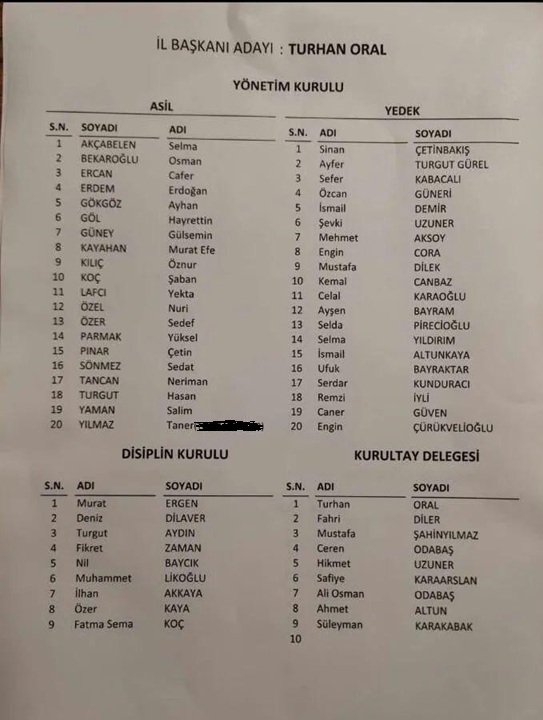 İL BAŞKANI ADAYI : TURHAN ORAL
YÖNETİM KURULU
ASİL
S.N. SOYADI ADI
1 AKÇABELEN Selma
2 BEKAROĞLU Osman
3 ERCAN Cafer
4 ERDEM Erdoğan
5 GÖKGÖZ Ayhan
6 GÖL Hayrettin
7 GÜNEY Gülsemin
8 KAYAHAN Murat Efe
9 KILIÇ Öznur
10 KOÇ Şaban
11 LAFCI Yekta
12 ÖZEL Nuri
13 ÖZER Sedef
14 PARMAK Yüksel
15 PINAR Çetin
16 SÖNMEZ Sedat
17 TANCAN Neriman
18 TURGUT Hasan
19 YAMAN Salim
20 YILMAZ Taner
YEDEK
S.N. ADI SOYADI
1 Sinan ÇETİNBAKIŞ
2 Ayfer TURGUT GÜREL
3 Sefer KABACALI
4 Özcan GÜNERİ
5 İsmail DEMİR
6 Şevki UZUNER
7 Mehmet AKSOY
8 Engin CORA
9 Mustafa DİLEK
10 Kemal CANBAZ
11 Celal KARAOĞLU
12 Ayşen BAYRAM
13 Selda PİRECİOĞLU
14 Selma YILDIRIM
15 İsmail ALTUNKAYA
16 Ufuk BAYRAKTAR
17 Serdar KUNDURACI
18 Remzi İYLİ
19 Caner GÜVEN
20 Engin ÇÜRÜKVELİOĞLU
DİSİPLİN KURULU
S.N. ADI SOYADI
1 Murat ERGEN
2 Deniz DİLAVER
3 Turgut AYDIN
4 Fikret ZAMAN
5 Nil BAYCIK
6 Muhammet LİKOĞLU
7 İlhan AKKAYA
8 Özer KAYA
9 Fatma Sema KOÇ
KURULTAY DELEGESİ
S.N. ADI SOYADI
1 Turhan ORAL
2 Fahri DİLER
3 Mustafa ŞAHİNYILMAZ
4 Ceren ODABAŞ
5 Hikmet UZUNER
6 Safiye KARAARSLAN
7 Ali Osman ODABAŞ
8 Ahmet ALTUN
9 Süleyman KARAKABAK
10